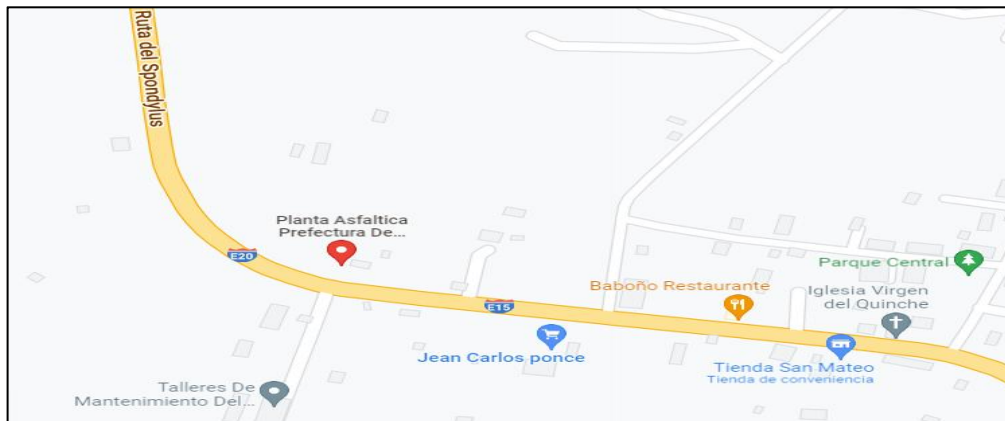 Ruta del Spondylus
Planta Asfaltica
Prefectura De...
E20
E15
Baboño Restaurante
Parque Central
Iglesia Virgen
del Quinche
Jean Carlos ponce
Tienda San Mateo
Tienda de conveniencia
Talleres De
Mantenimiento Del...